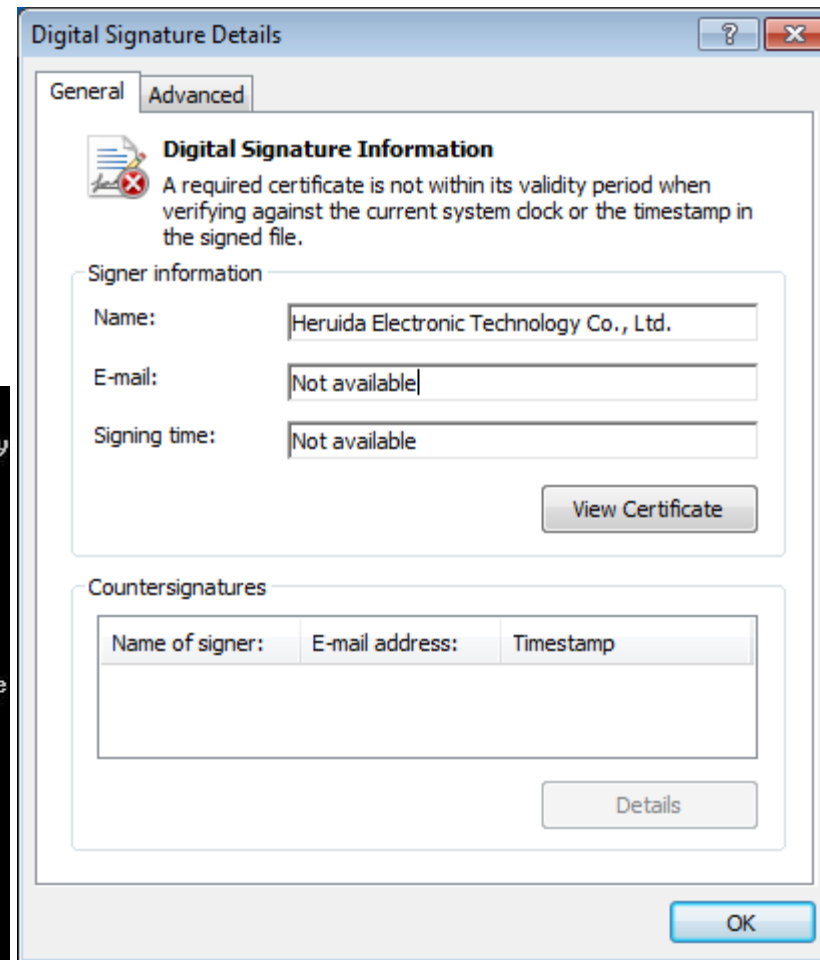 Digital Signature Details
General
Advanced
Digital Signature Information
A required certificate is not within its validity period when
verifying against the current system clock or the timestamp in
the signed file.
Signer information
Name:
Heruida Electronic Technology Co., Ltd.
E-mail:
Not available
Signing time:
Not available
View Certificate
Countersignatures
Name of signer:
E-mail address:
Timestamp
Details
OK